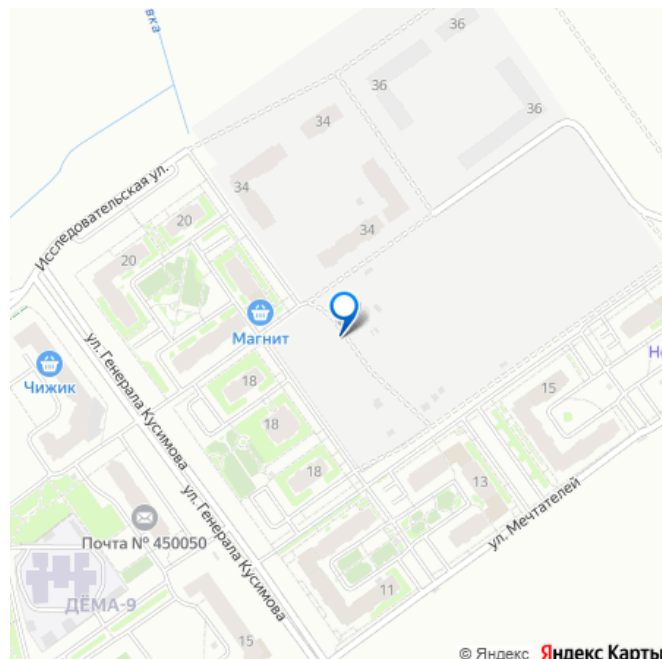 вка
36
36
36
34
34
34
Исследовательская ул.
20
20
Магнит
Чижик
ул. Генерала Кусимова
18
18
18
15
Но
13
ул. Мечтателей
ул. Генерала Кусимова
Почта № 450050
ДЁМА-9
11
15
© Яндекс Яндекс Карты